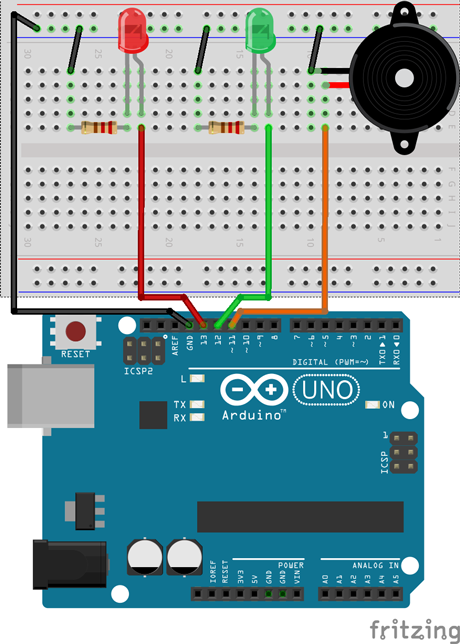 30 25 20 15 10 5 1
30 25 20 15 10 5 1
RESET
ICSP2
AREF
GND
13
12
~11
~10
~9
8
7
~6
~5
4
~3
2
TX0▶1
RX0◀0
DIGITAL (PWM=~)
L
TX
RX
UNO
Arduino™
ON
1
ICSP
IOREF
RESET
3V3
5V
GND
GND
VIN
POWER
ANALOG IN
A0
A1
A2
A3
A4
A5
fritzing